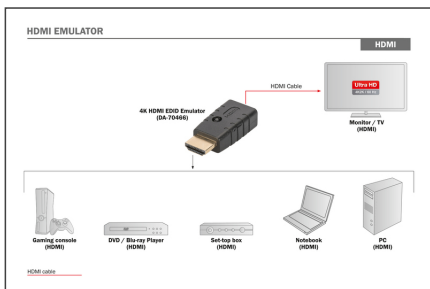 HDMI EMULATOR
HDMI
HDMI Cable
Ultra HD
4K HDMI EDID Emulator
(DA-70466)
Monitor / TV
(HDMI)
Gaming console
(HDMI)
DVD / Blu-ray Player
(HDMI)
Set-top box
(HDMI)
Notebook
(HDMI)
PC
(HDMI)
HDMI cable